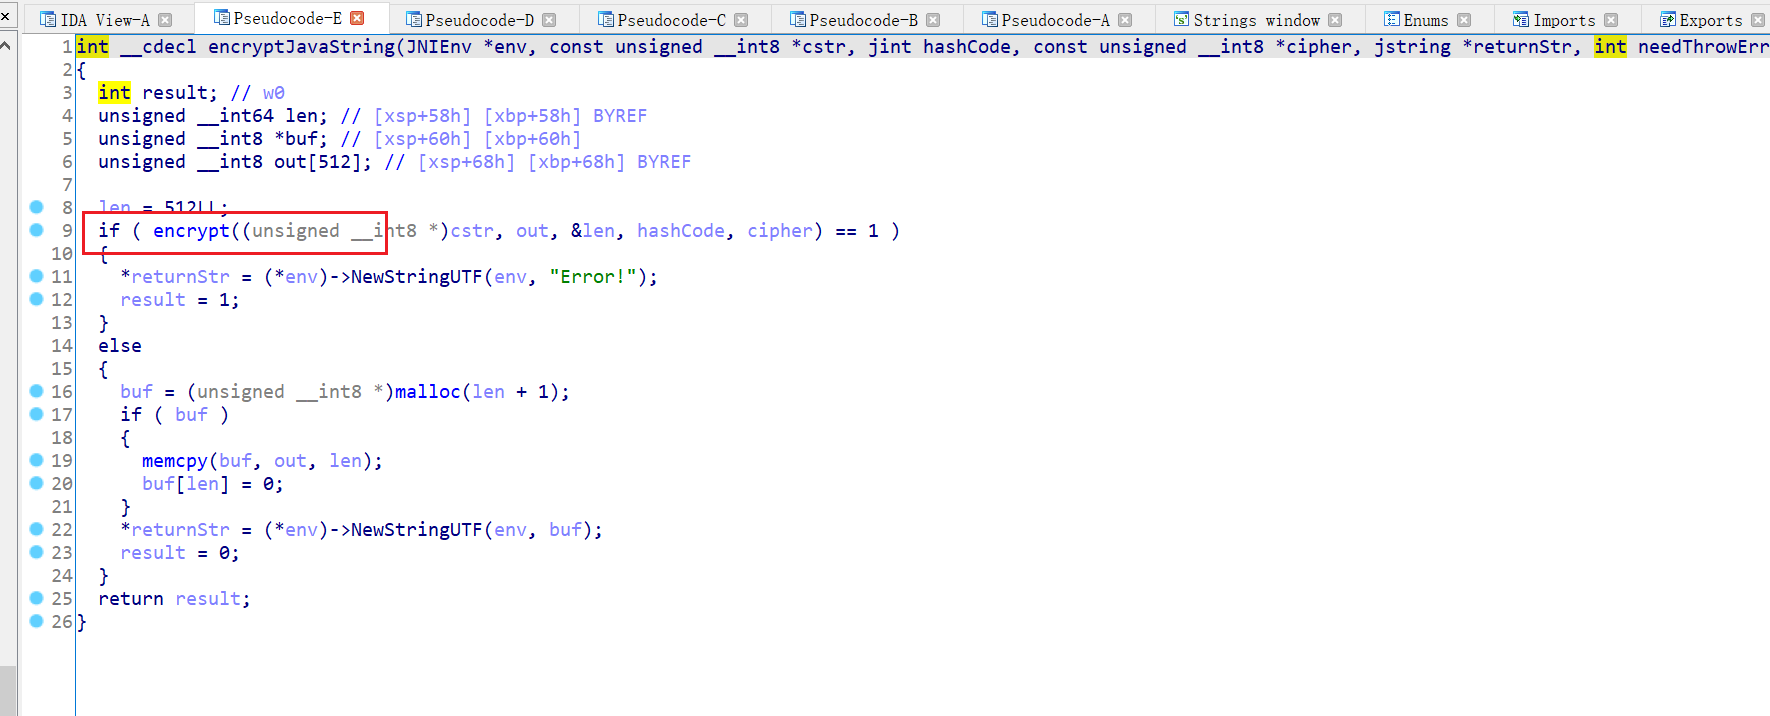 IDA View-A Pseudocode-E Pseudocode-D Pseudocode-C Pseudocode-B Pseudocode-A Strings window Enums Imports Exports
1 int __cdecl encryptJavaString(JNIEnv *env, const unsigned __int8 *cstr, jint hashCode, const unsigned __int8 *cipher, jstring *returnStr, int needThrowErr
2 {
3 int result; // w0
4 unsigned __int64 len; // [xsp+58h] [xbp+58h] BYREF
5 unsigned __int8 *buf; // [xsp+60h] [xbp+60h]
6 unsigned __int8 out[512]; // [xsp+68h] [xbp+68h] BYREF
7
8 len = 512LL;
9 if ( encrypt((unsigned __int8 *)cstr, out, &len, hashCode, cipher) == 1 )
10 {
11 *returnStr = (*env)->NewStringUTF(env, "Error!");
12 result = 1;
13 }
14 else
15 {
16 buf = (unsigned __int8 *)malloc(len + 1);
17 if ( buf )
18 {
19 memcpy(buf, out, len);
20 buf[len] = 0;
21 }
22 *returnStr = (*env)->NewStringUTF(env, buf);
23 result = 0;
24 }
25 return result;
26 }